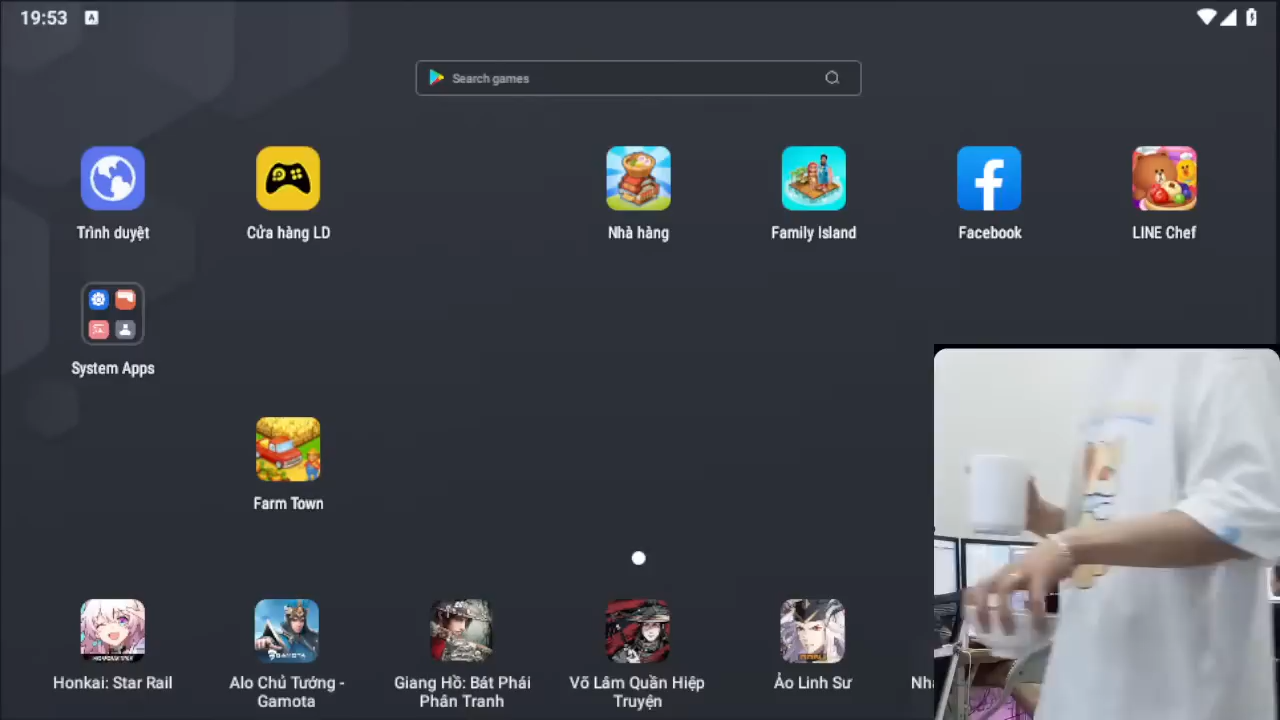 19:53
Search games
Trình duyệt
Cửa hàng LD
Nhà hàng
Family Island
Facebook
LINE Chef
System Apps
Farm Town
Honkai: Star Rail
Alo Chủ Tướng -
Gamota
Giang Hồ: Bát Phái
Phân Tranh
Võ Lâm Quần Hiệp
Truyện
Ảo Linh Sư